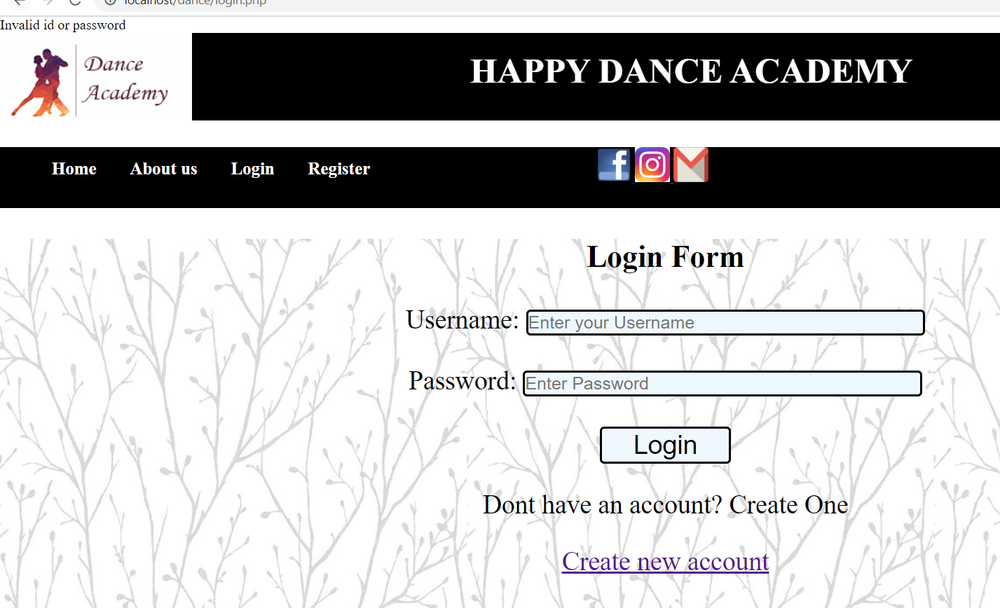 localhost/dance/login.php
Invalid id or password
Dance
Academy
HAPPY DANCE ACADEMY
Home About us Login Register
Login Form
Username: Enter your Username
Password: Enter Password
Login
Dont have an account? Create One
Create new account